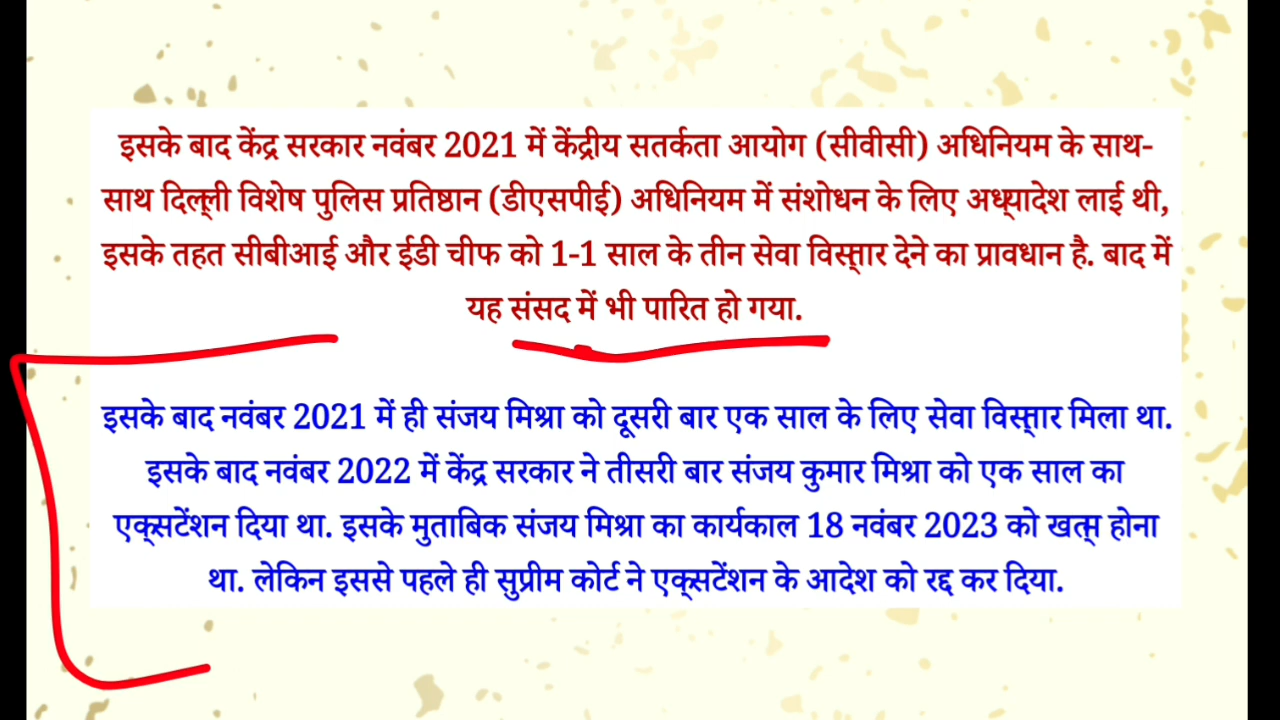 इसके बाद केंद्र सरकार नवंबर 2021 में केंद्रीय सतर्कता आयोग (सीवीसी) अधिनियम के साथ-
साथ दिल्ली विशेष पुलिस प्रतिष्ठान (डीएसपीई) अधिनियम में संशोधन के लिए अध्यादेश लाई थी,
इसके तहत सीबीआई और ईडी चीफ को 1-1 साल के तीन सेवा विस्तार देने का प्रावधान है. बाद में
यह संसद में भी पारित हो गया.
इसके बाद नवंबर 2021 में ही संजय मिश्रा को दूसरी बार एक साल के लिए सेवा विस्तार मिला था.
इसके बाद नवंबर 2022 में केंद्र सरकार ने तीसरी बार संजय कुमार मिश्रा को एक साल का
एक्सटेंशन दिया था. इसके मुताबिक संजय मिश्रा का कार्यकाल 18 नवंबर 2023 को खत्म होना
था. लेकिन इससे पहले ही सुप्रीम कोर्ट ने एक्सटेंशन के आदेश को रद्द कर दिया.